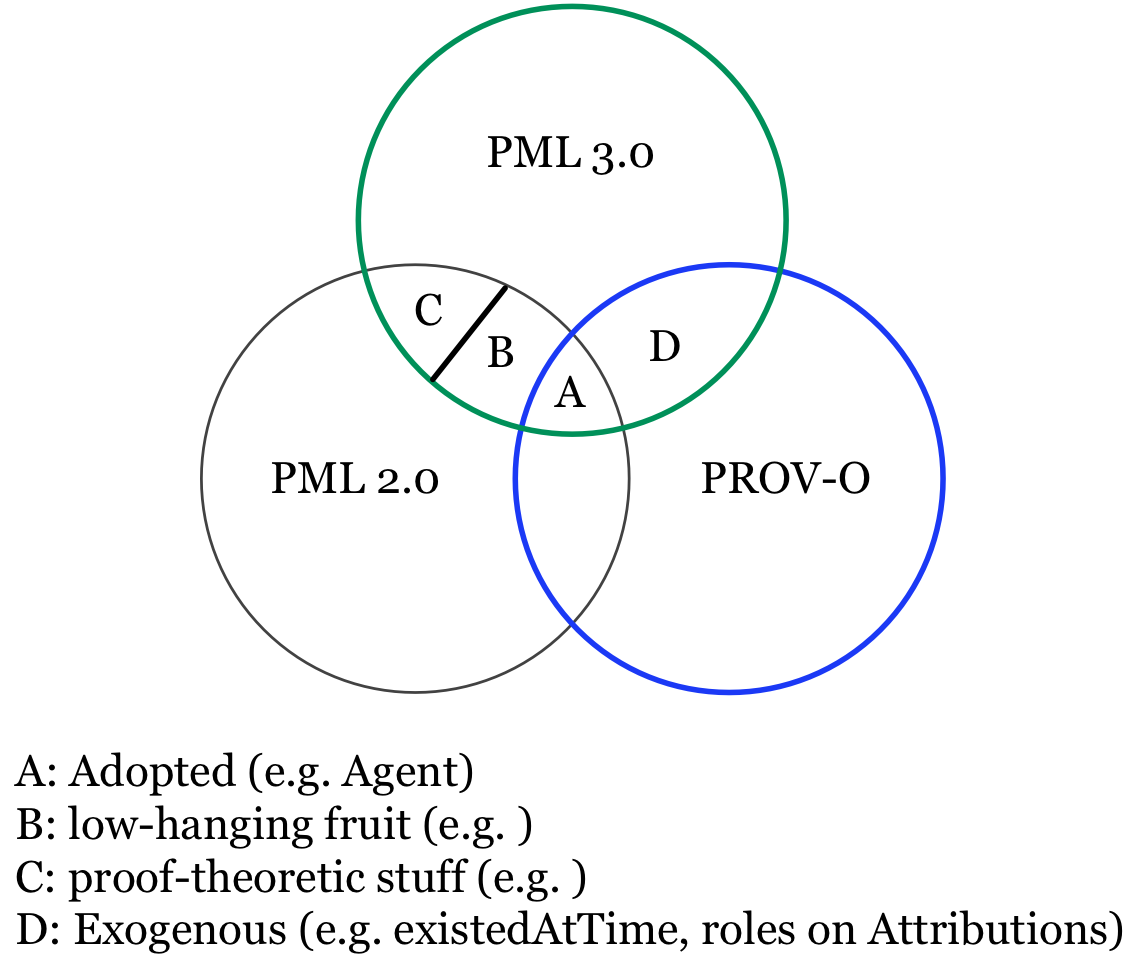 PML 3.0
C
B
D
A
PML 2.0
PROV-O
A: Adopted (e.g. Agent)
B: low-hanging fruit (e.g. )
C: proof-theoretic stuff (e.g. )
D: Exogenous (e.g. existedAtTime, roles on Attributions)